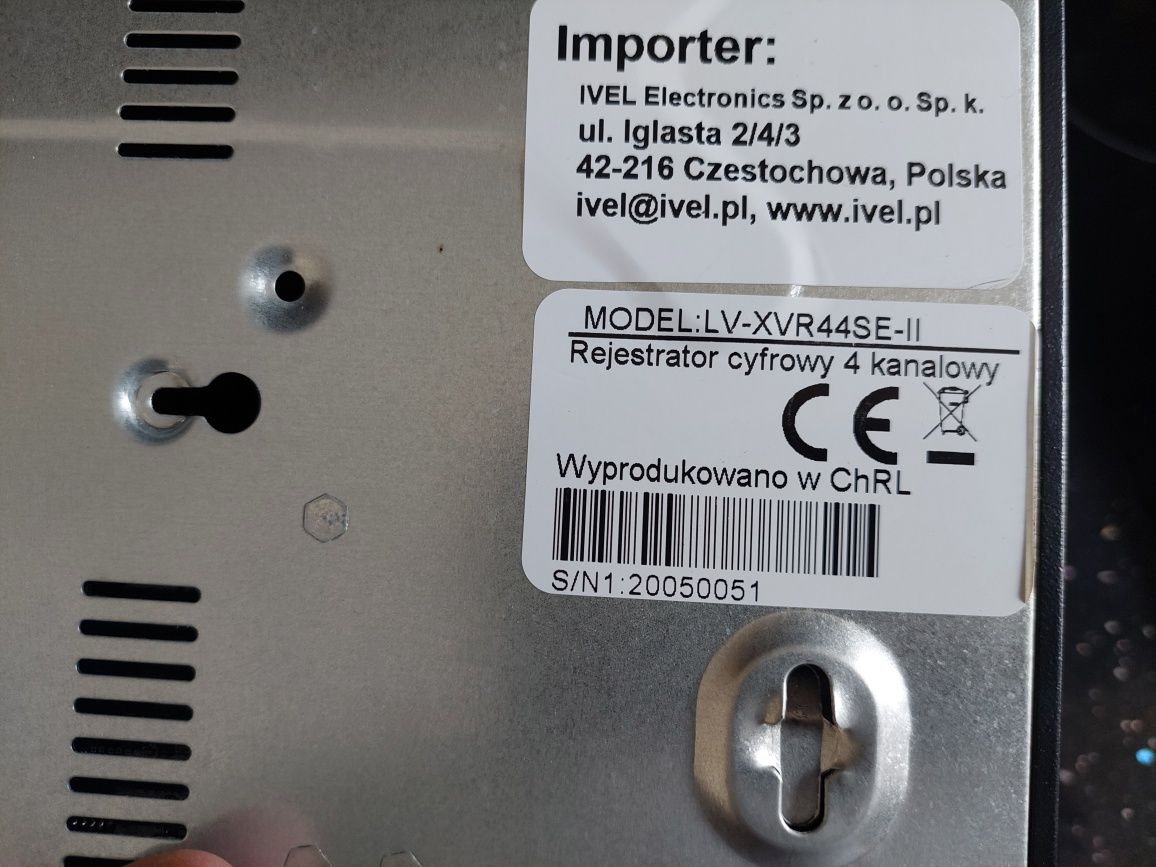 Importer:
IVEL Electronics Sp. z o. o. Sp. k.
ul. Iglasta 2/4/3
42-216 Czestochowa, Polska
ivel@ivel.pl, www.ivel.pl
MODEL:LV-XVR44SE-II
Rejestrator cyfrowy 4 kanalowy
CE
Wyprodukowano w ChRL
S/N1:20050051